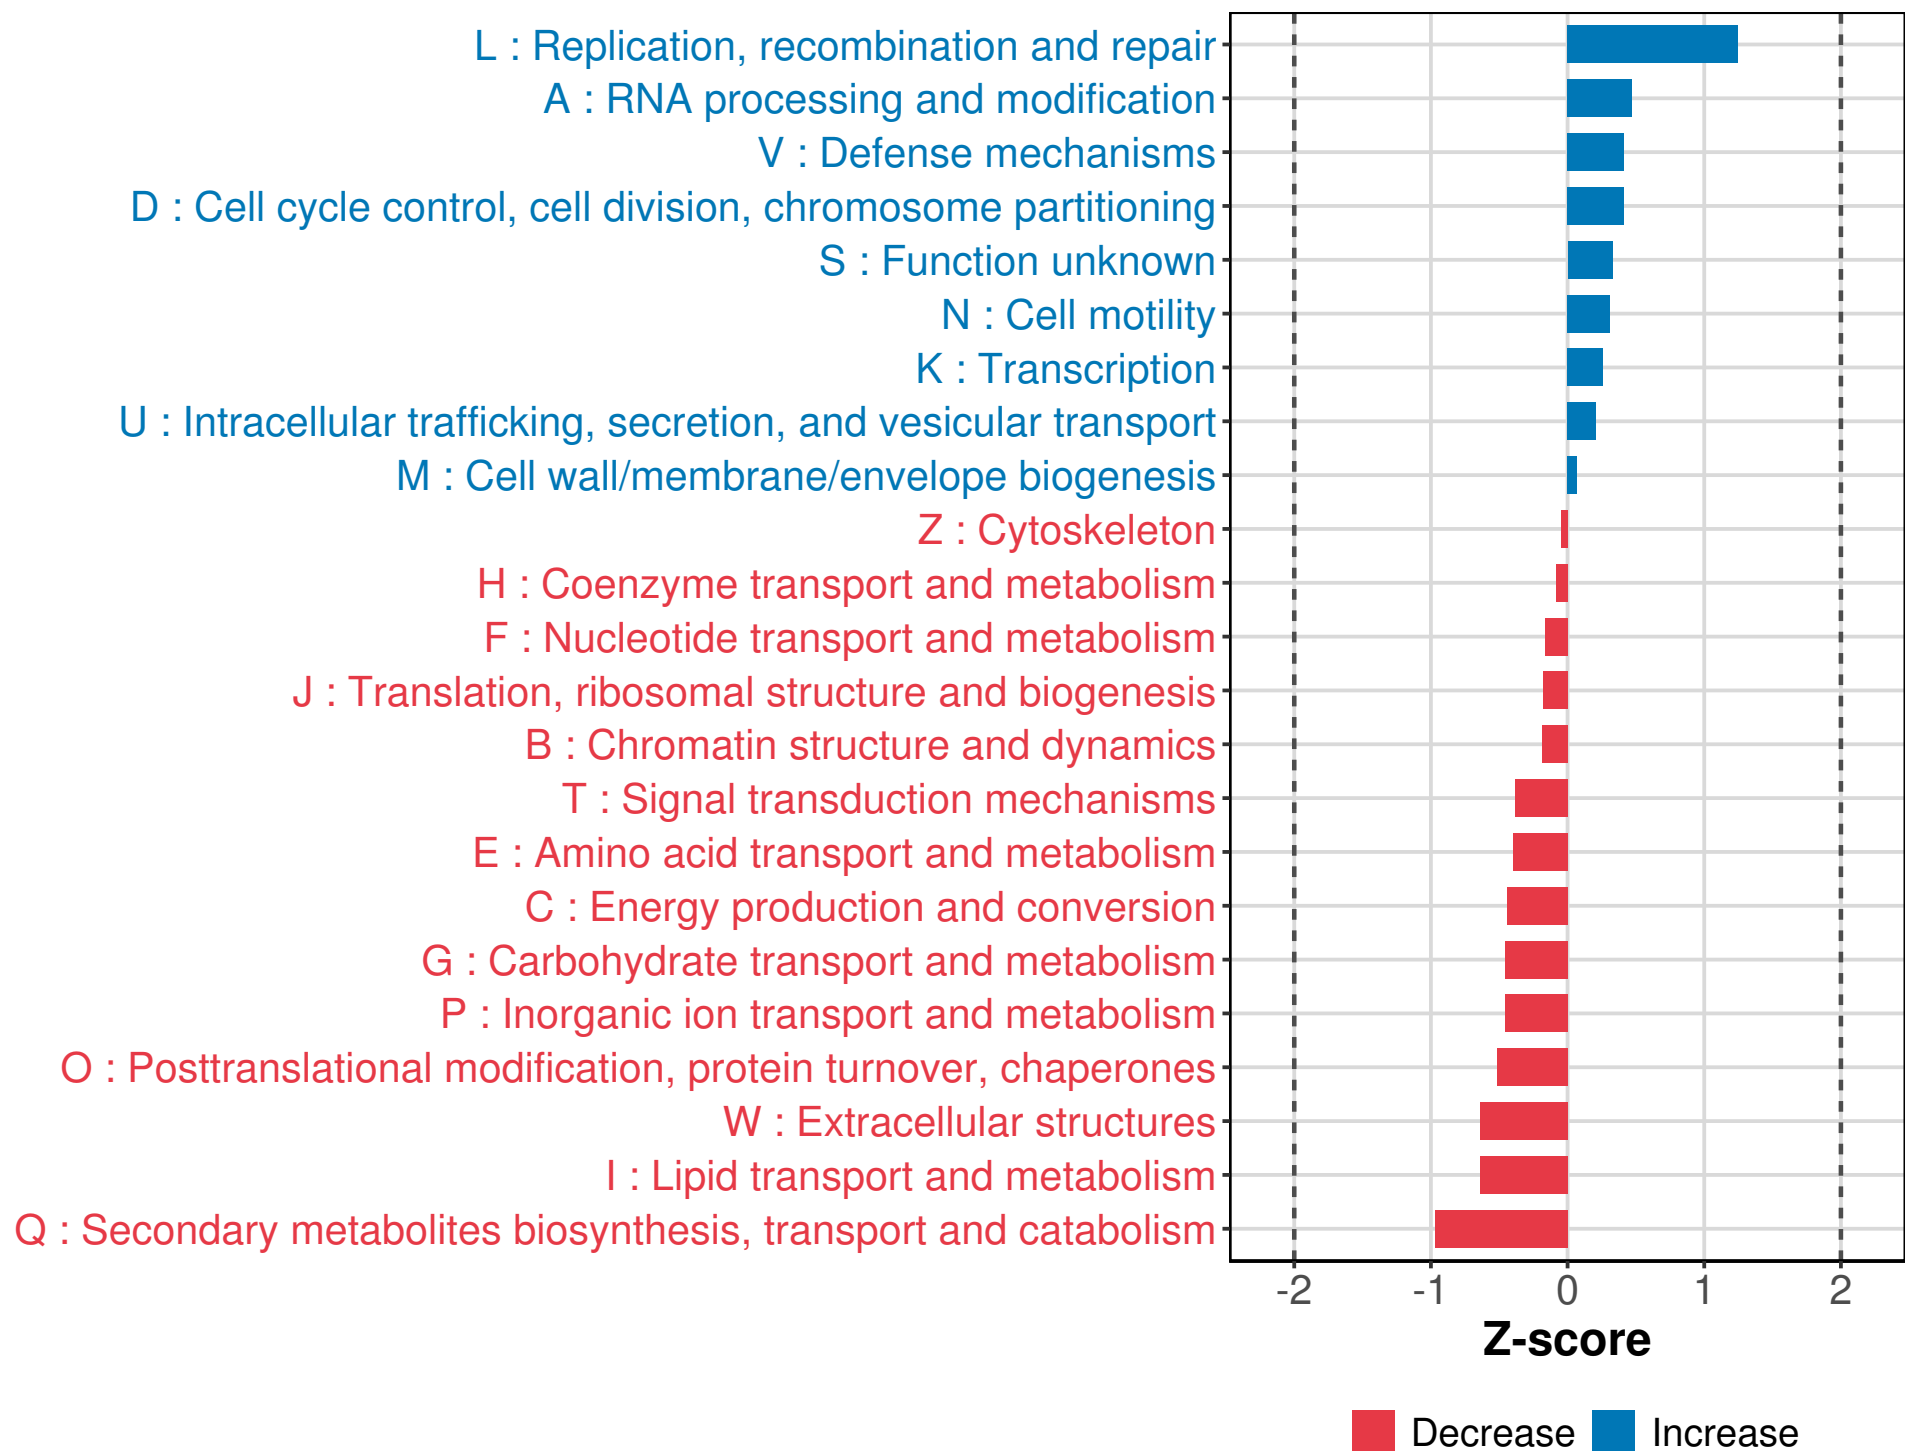 L : Replication, recombination and repair
A : RNA processing and modification
V : Defense mechanisms
D : Cell cycle control, cell division, chromosome partitioning
S : Function unknown
N : Cell motility
K : Transcription
U : Intracellular trafficking, secretion, and vesicular transport
M : Cell wall/membrane/envelope biogenesis
Z : Cytoskeleton
H : Coenzyme transport and metabolism
F : Nucleotide transport and metabolism
J : Translation, ribosomal structure and biogenesis
B : Chromatin structure and dynamics
T : Signal transduction mechanisms
E : Amino acid transport and metabolism
C : Energy production and conversion
G : Carbohydrate transport and metabolism
P : Inorganic ion transport and metabolism
O : Posttranslational modification, protein turnover, chaperones
W : Extracellular structures
I : Lipid transport and metabolism
Q : Secondary metabolites biosynthesis, transport and catabolism
-2 -1 0 1 2
Z-score
Decrease Increase